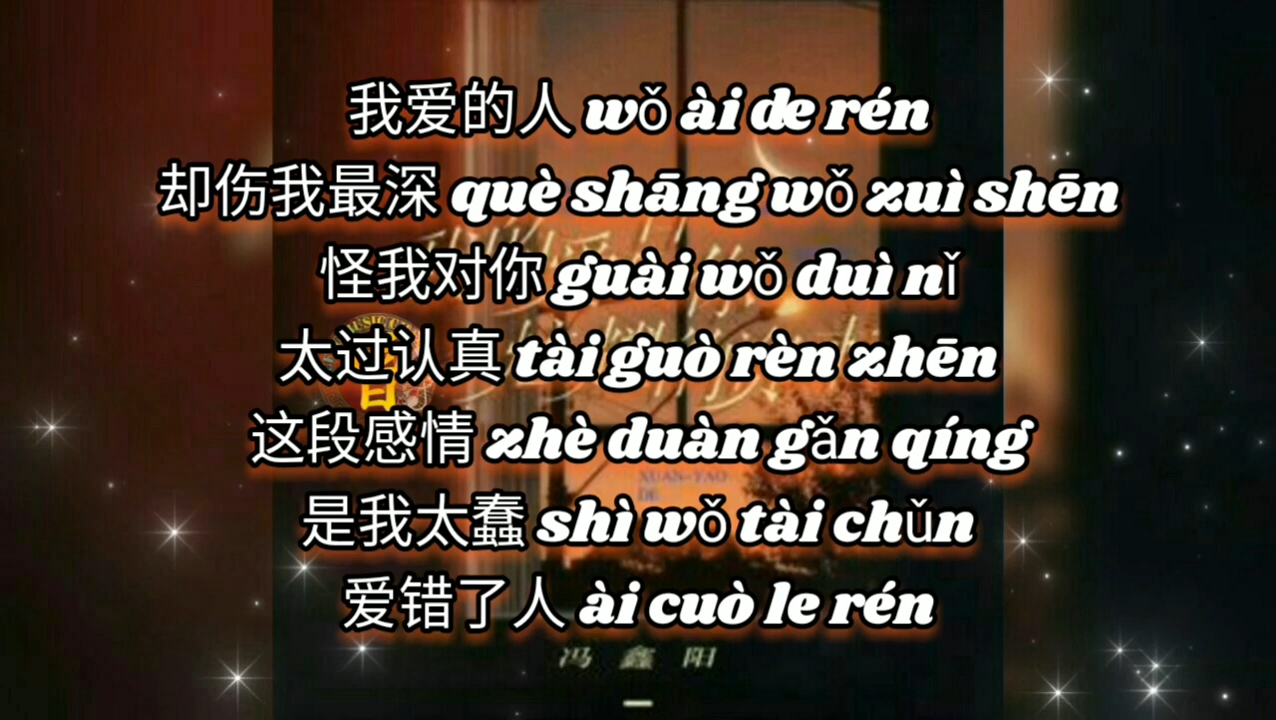 我爱的人 wǒ ài de rén
却伤我最深 què shāng wǒ zuì shēn
怪我对你 guài wǒ duì nǐ
太过认真 tài guò rèn zhēn
这段感情 zhè duàn gǎn qíng
XUAN-YAO
DE
是我太蠢 shì wǒ tài chǔn
爱错了人 ài cuò le rén
冯鑫阳